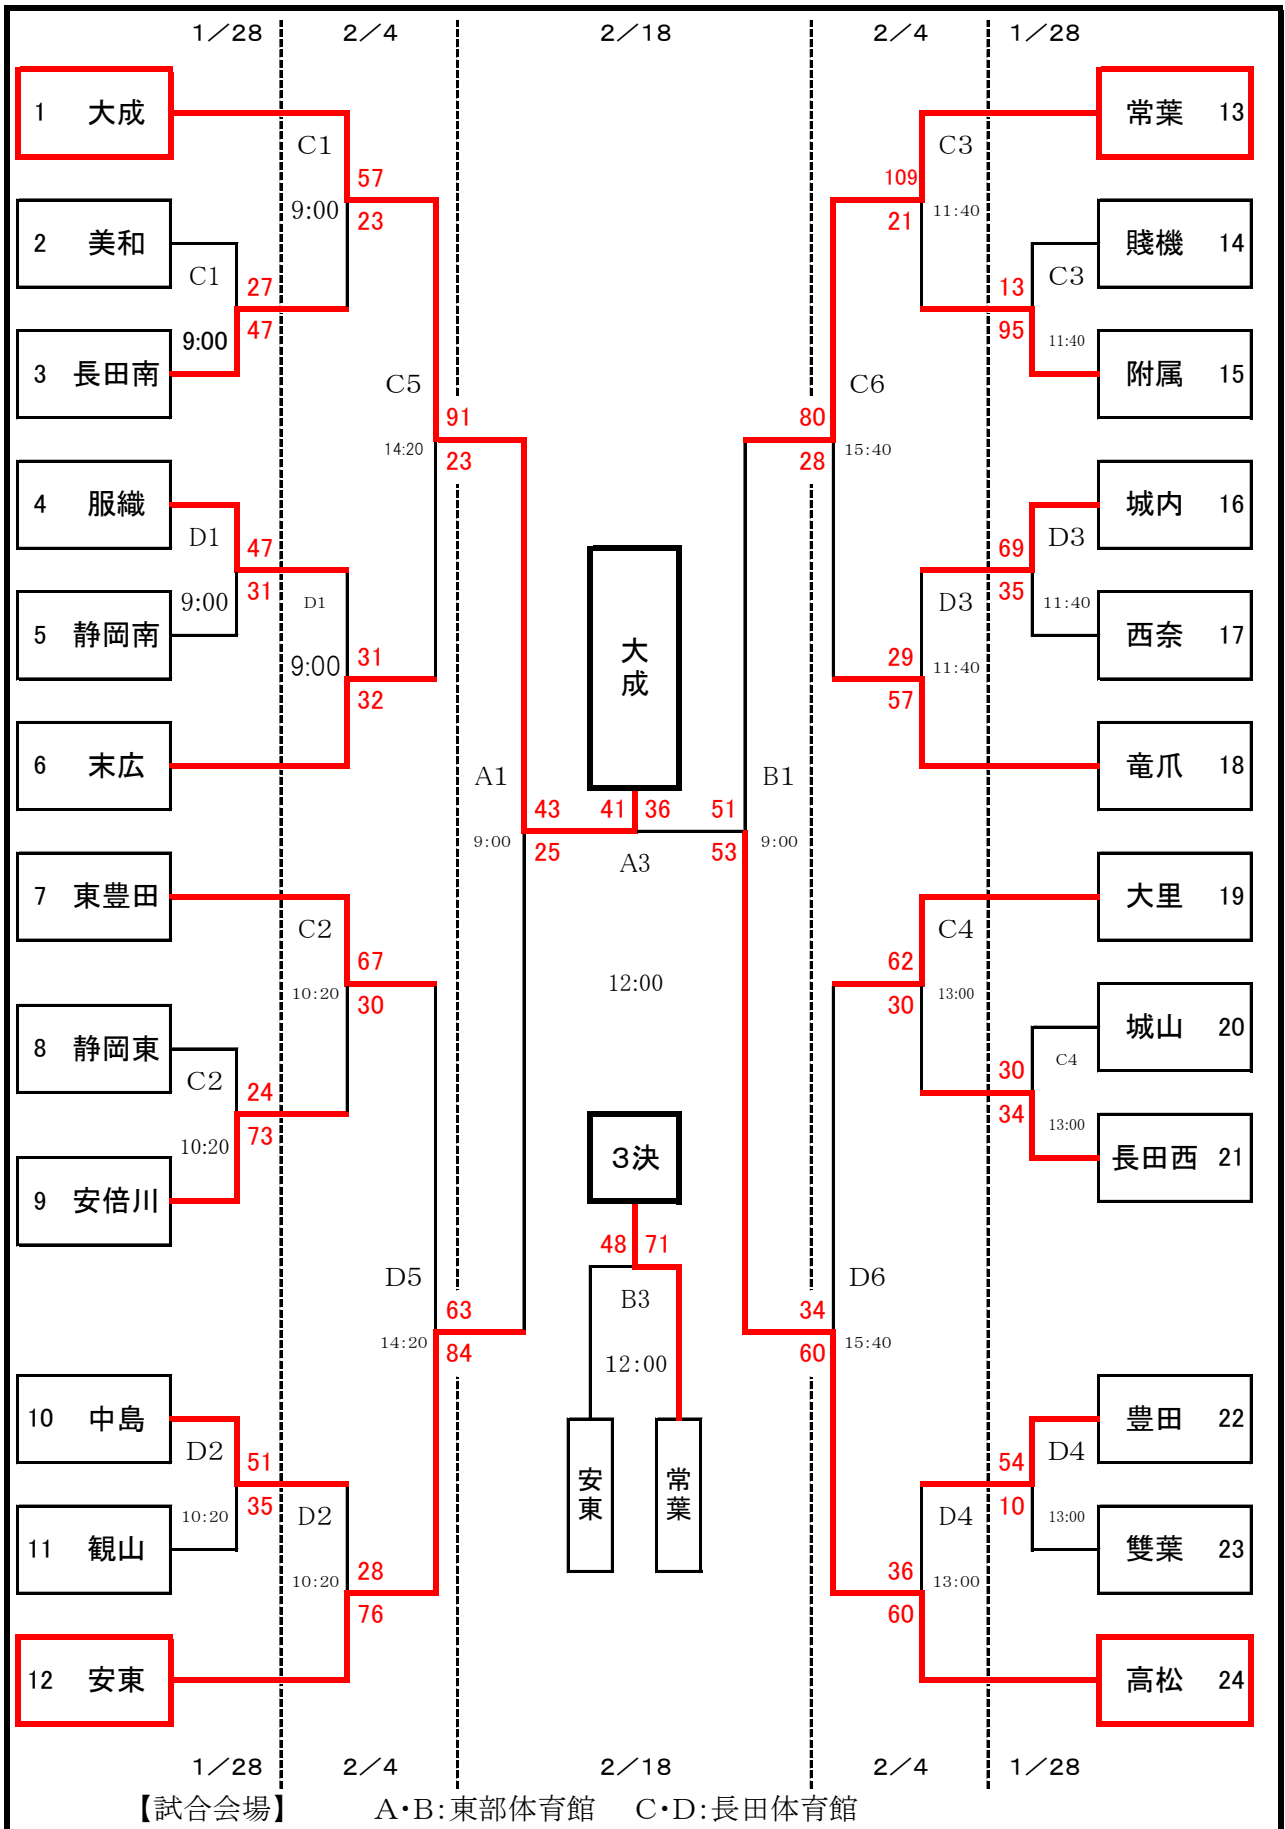 1／28 2／4 2／18 2／4 1／28
1 大成
常葉 13
C1
C3
57
109
9:00
11:40
23
21
2 美和
賤機 14
C1
C3
27
13
9:00
11:40
47
95
3 長田南
附属 15
C5
C6
91
80
14:20
15:40
23
28
4 服織
城内 16
D1
D3
47
69
9:00
11:40
31
35
D1
D3
5 静岡南
西奈 17
31
29
9:00
11:40
32
57
大成
6 末広
竜爪 18
A1
B1
43 41 36 51
9:00
9:00
25
A3
53
7 東豊田
大里 19
C2
C4
67
62
10:20
12:00
13:00
30
30
8 静岡東
城山 20
C2
C4
24
30
10:20
13:00
73
34
3決
9 安倍川
長田西 21
48 71
D5
B3
D6
63
34
14:20
12:00
15:40
84
60
10 中島
豊田 22
D2
D4
51
54
10:20
13:00
35
10
安東
常葉
D2
D4
11 観山
雙葉 23
28
36
10:20
13:00
76
60
12 安東
高松 24
1／28 2／4 2／18 2／4 1／28
【試合会場】 A・B：東部体育館 C・D：長田体育館